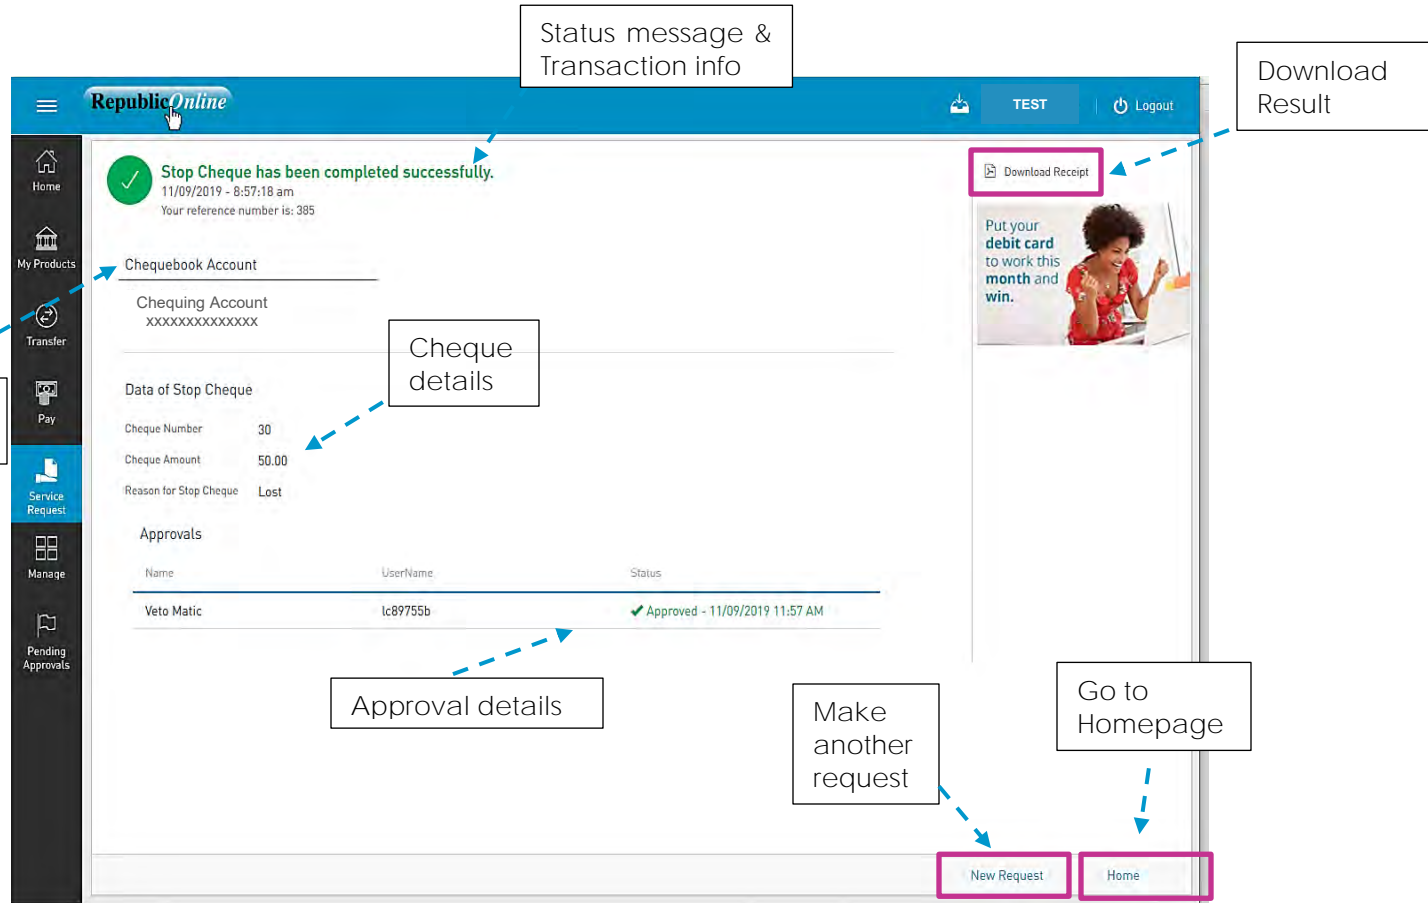 Status message &
Transaction info
Download
Result
RepublicOnline
TEST
Logout
Home
My Products
Transfer
Pay
Service
Request
Manage
Pending
Approvals
Stop Cheque has been completed successfully.
11/09/2019 - 8:57:18 am
Your reference number is: 385
Download Receipt
Put your
debit card
to work this
month and
win.
Chequebook Account
Chequing Account
xxxxxxxxxxxxxx
Cheque
details
Data of Stop Cheque
Cheque Number 30
Cheque Amount 50.00
Reason for Stop Cheque Lost
Approvals
Name UserName Status
Veto Matic lc89755b Approved - 11/09/2019 11:57 AM
Approval details
Make
another
request
Go to
Homepage
New Request Home